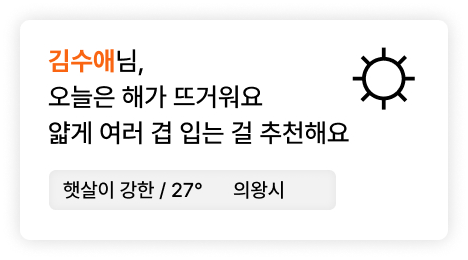 김수애님,
오늘은 해가 뜨거워요
얇게 여러 겹 입는 걸 추천해요
햇살이 강한 / 27° 의왕시